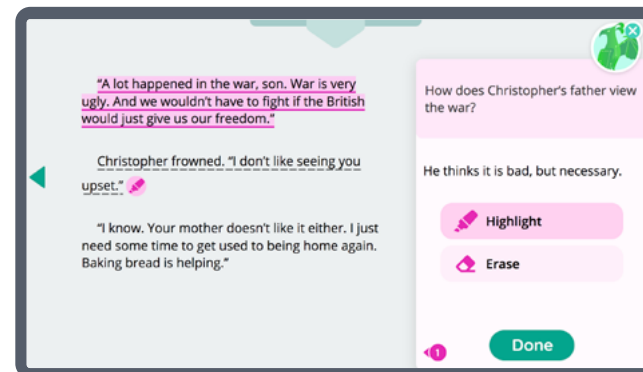 “A lot happened in the war, son. War is very
ugly. And we wouldn’t have to fight if the British
would just give us our freedom.”
Christopher frowned. “I don’t like seeing you
upset.”
“I know. Your mother doesn’t like it either. I just
need some time to get used to being home again.
Baking bread is helping.”
How does Christopher’s father view
the war?
He thinks it is bad, but necessary.
Highlight
Erase
1
Done